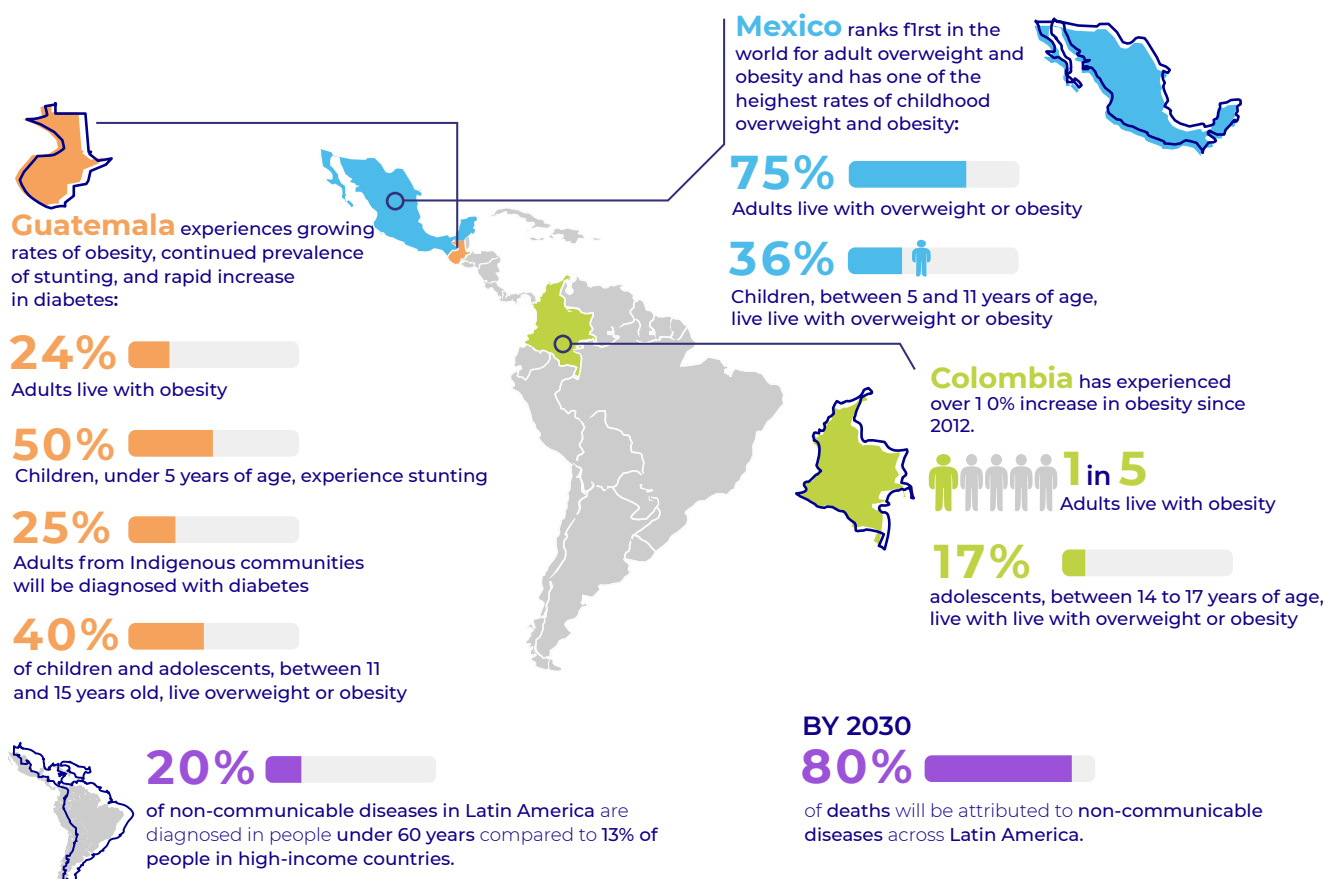 Mexico ranks f1rst in the
world for adult overweight and
obesity and has one of the
heighest rates of childhood
overweight and obesity:
75%
Adults live with overweight or obesity
36%
Children, between 5 and 11 years of age,
live live with overweight or obesity
Guatemala experiences growing
rates of obesity, continued prevalence
of stunting, and rapid increase
in diabetes:
24%
Adults live with obesity
50%
Children, under 5 years of age, experience stunting
25%
Adults from Indigenous communities
will be diagnosed with diabetes
40%
of children and adolescents, between 11
and 15 years old, live overweight or obesity
Colombia has experienced
over 1 0% increase in obesity since
2012.
1 in 5
Adults live with obesity
17%
adolescents, between 14 to 17 years of age,
live with live with overweight or obesity
20%
of non-communicable diseases in Latin America are
diagnosed in people under 60 years compared to 13% of
people in high-income countries.
BY 2030
80%
of deaths will be attributed to non-communicable
diseases across Latin America.